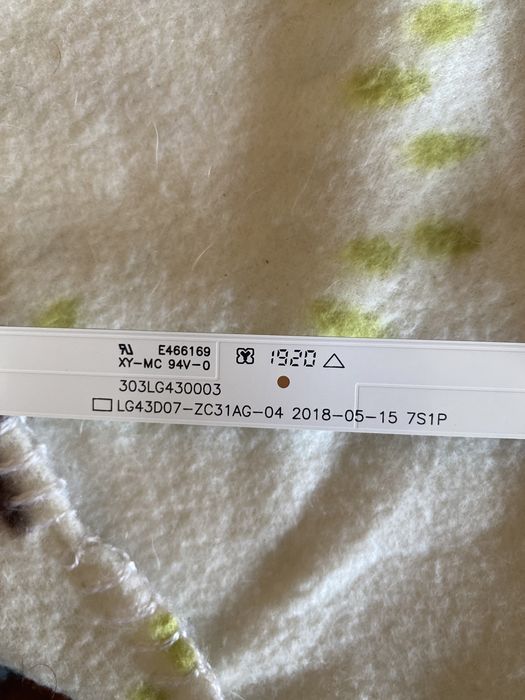 E466169
XY-MC 94V-0
1920
303LG430003
LG43D07-ZC31AG-04 2018-05-15 7S1P